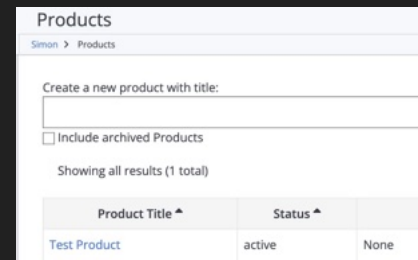 Products
Simon > Products
Create a new product with title:
Include archived Products
Showing all results (1 total)
Product Title Status
Test Product active None